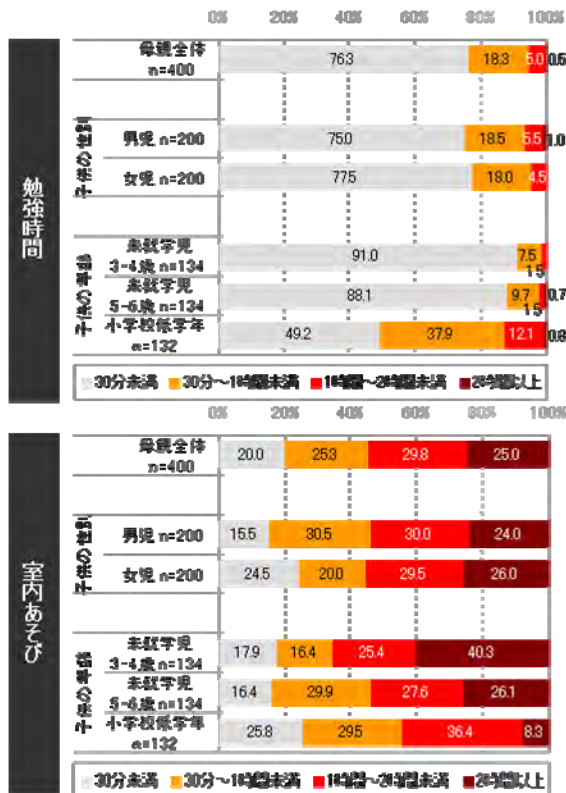 0% 20% 40% 60% 80% 100%
勉強時間
母親全体
n=400
76.3 18.3 5.0 0.5
子供の性別
男児 n=200
75.0 18.5 5.5 1.0
女児 n=200
77.5 18.0 4.5
子供の年齢
未就学児
3-4歳 n=134
91.0 7.5 1.5
未就学児
5-6歳 n=134
88.1 9.7 1.5 0.7
小学校低学年
n=132
49.2 37.9 12.1 0.8
30分未満 30分～1時間未満 1時間～2時間未満 2時間以上
0% 20% 40% 60% 80% 100%
室内あそび
母親全体
n=400
20.0 25.3 29.8 25.0
子供の性別
男児 n=200
15.5 30.5 30.0 24.0
女児 n=200
24.5 20.0 29.5 26.0
子供の年齢
未就学児
3-4歳 n=134
17.9 16.4 25.4 40.3
未就学児
5-6歳 n=134
16.4 29.9 27.6 26.1
小学校低学年
n=132
25.8 29.5 36.4 8.3
30分未満 30分～1時間未満 1時間～2時間未満 2時間以上